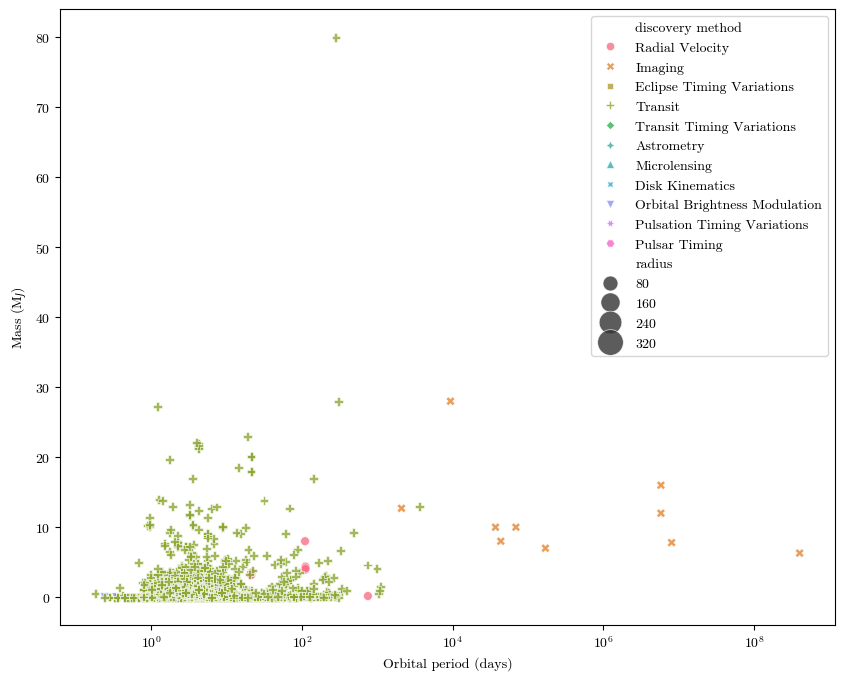 80
70
60
50
40
30
20
10
0
Mass (MJ)
10^0
10^2
10^4
10^6
10^8
Orbital period (days)
discovery method
Radial Velocity
Imaging
Eclipse Timing Variations
Transit
Transit Timing Variations
Astrometry
Microlensing
Disk Kinematics
Orbital Brightness Modulation
Pulsation Timing Variations
Pulsar Timing
radius
80
160
240
320